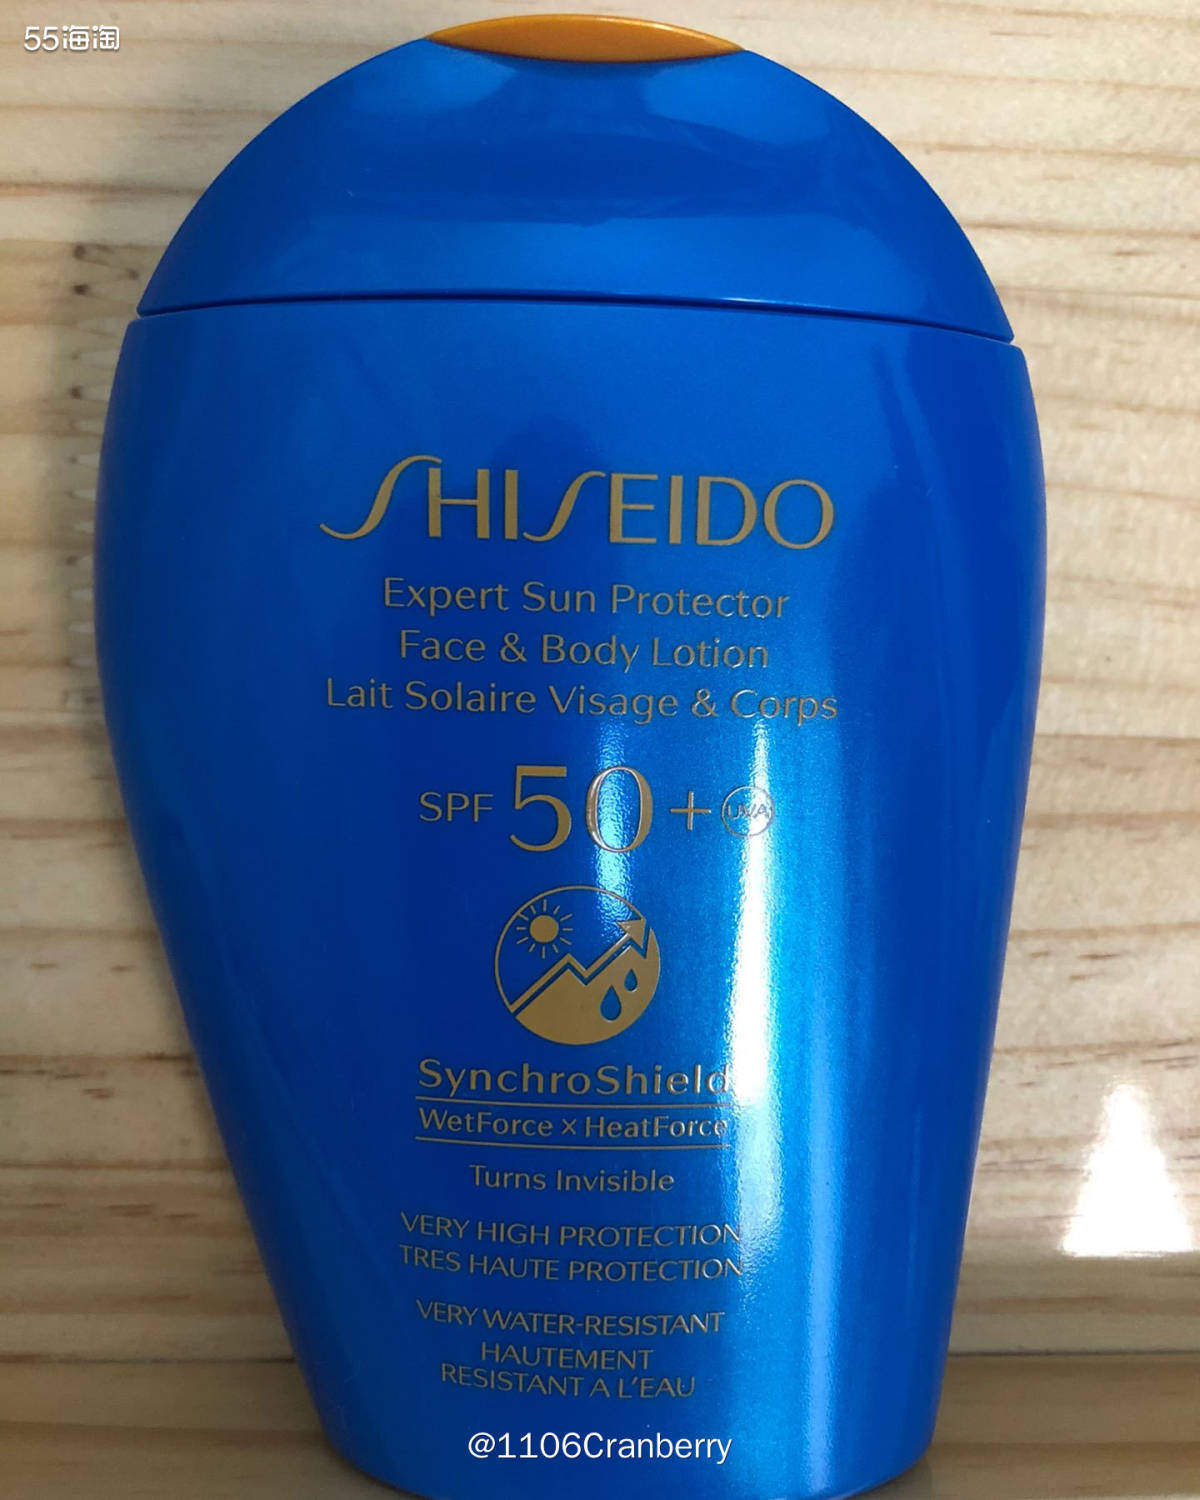 55海淘
SHISEIDO
Expert Sun Protector
Face & Body Lotion
Lait Solaire Visage & Corps
SPF 50+ UVA
SynchroShield
WetForce x HeatForce
Turns Invisible
VERY HIGH PROTECTION
TRES HAUTE PROTECTION
VERY WATER-RESISTANT
HAUTEMENT
RESISTANT A L'EAU
@1106Cranberry